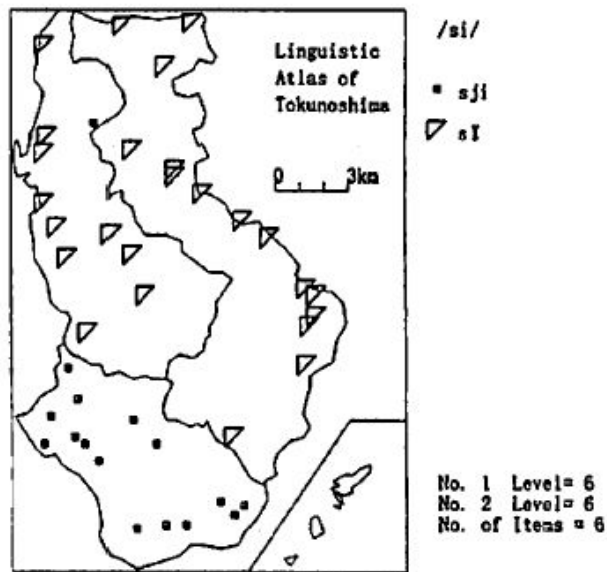 Linguistic
Atlas of
Tokunoshima
0 3km
/si/
sji
sĬ
No. 1 Level= 6
No. 2 Level= 6
No. of Items = 6